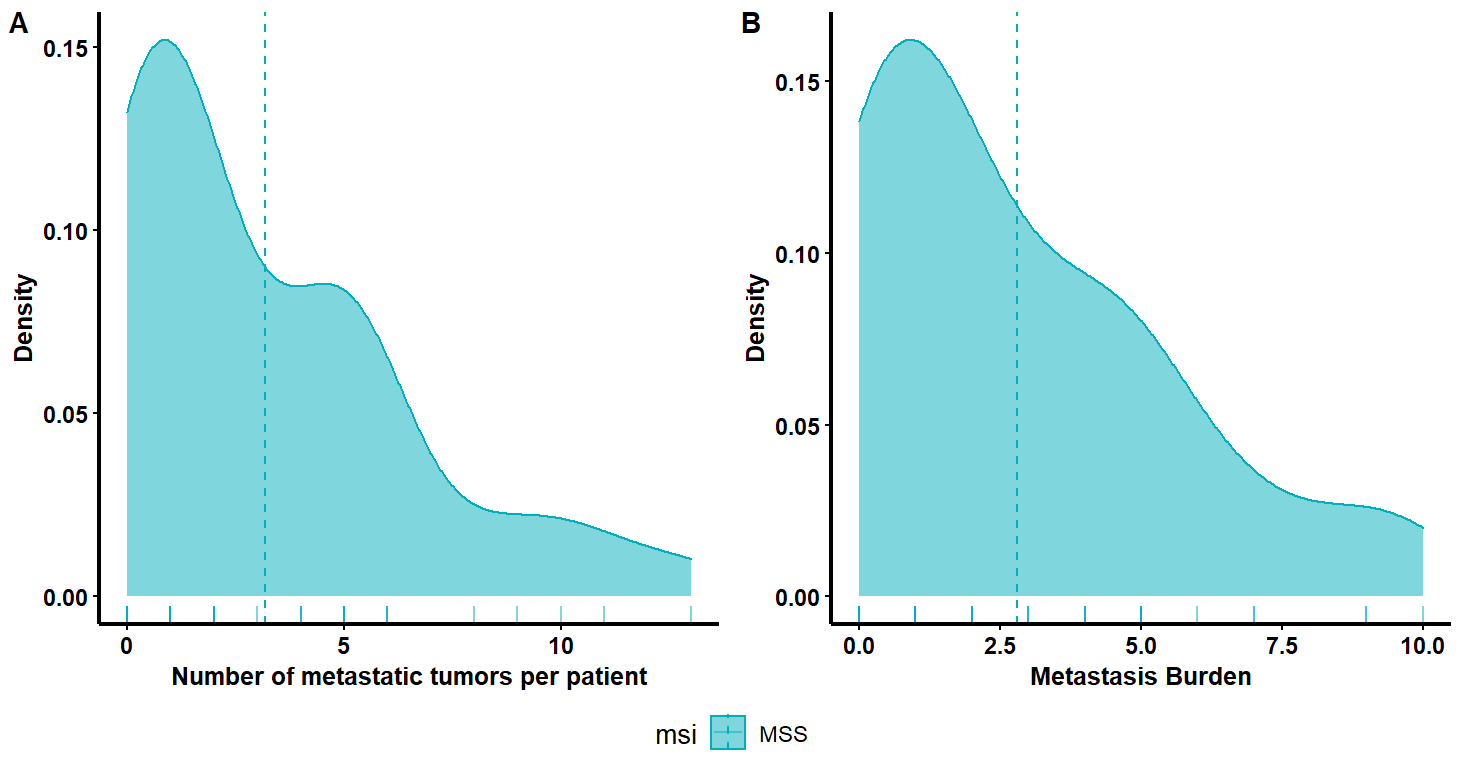 A
Density
0.15
0.10
0.05
0.00
0 5 10
Number of metastatic tumors per patient
B
Density
0.15
0.10
0.05
0.00
0.0 2.5 5.0 7.5 10.0
Metastasis Burden
msi MSS